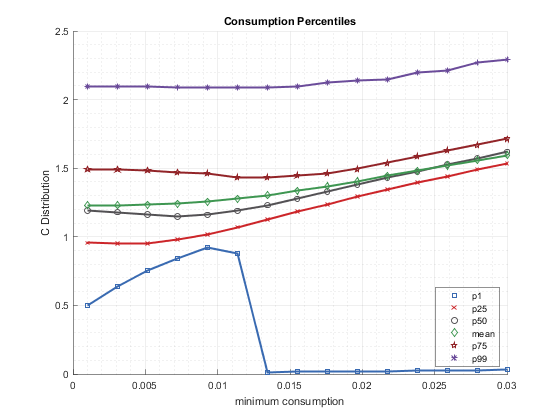 Consumption Percentiles
C Distribution
2.5
2
1.5
1
0.5
0
0
0.005
0.01
0.015
0.02
0.025
0.03
minimum consumption
p1
p25
p50
mean
p75
p99